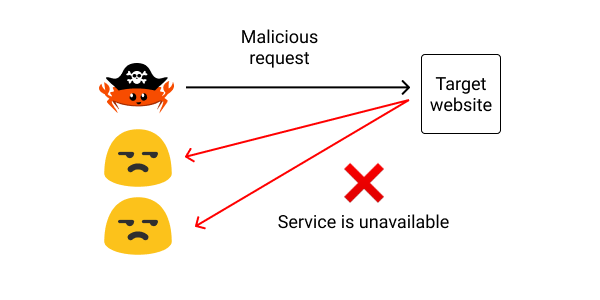 Malicious
request
Target
website
Service is unavailable